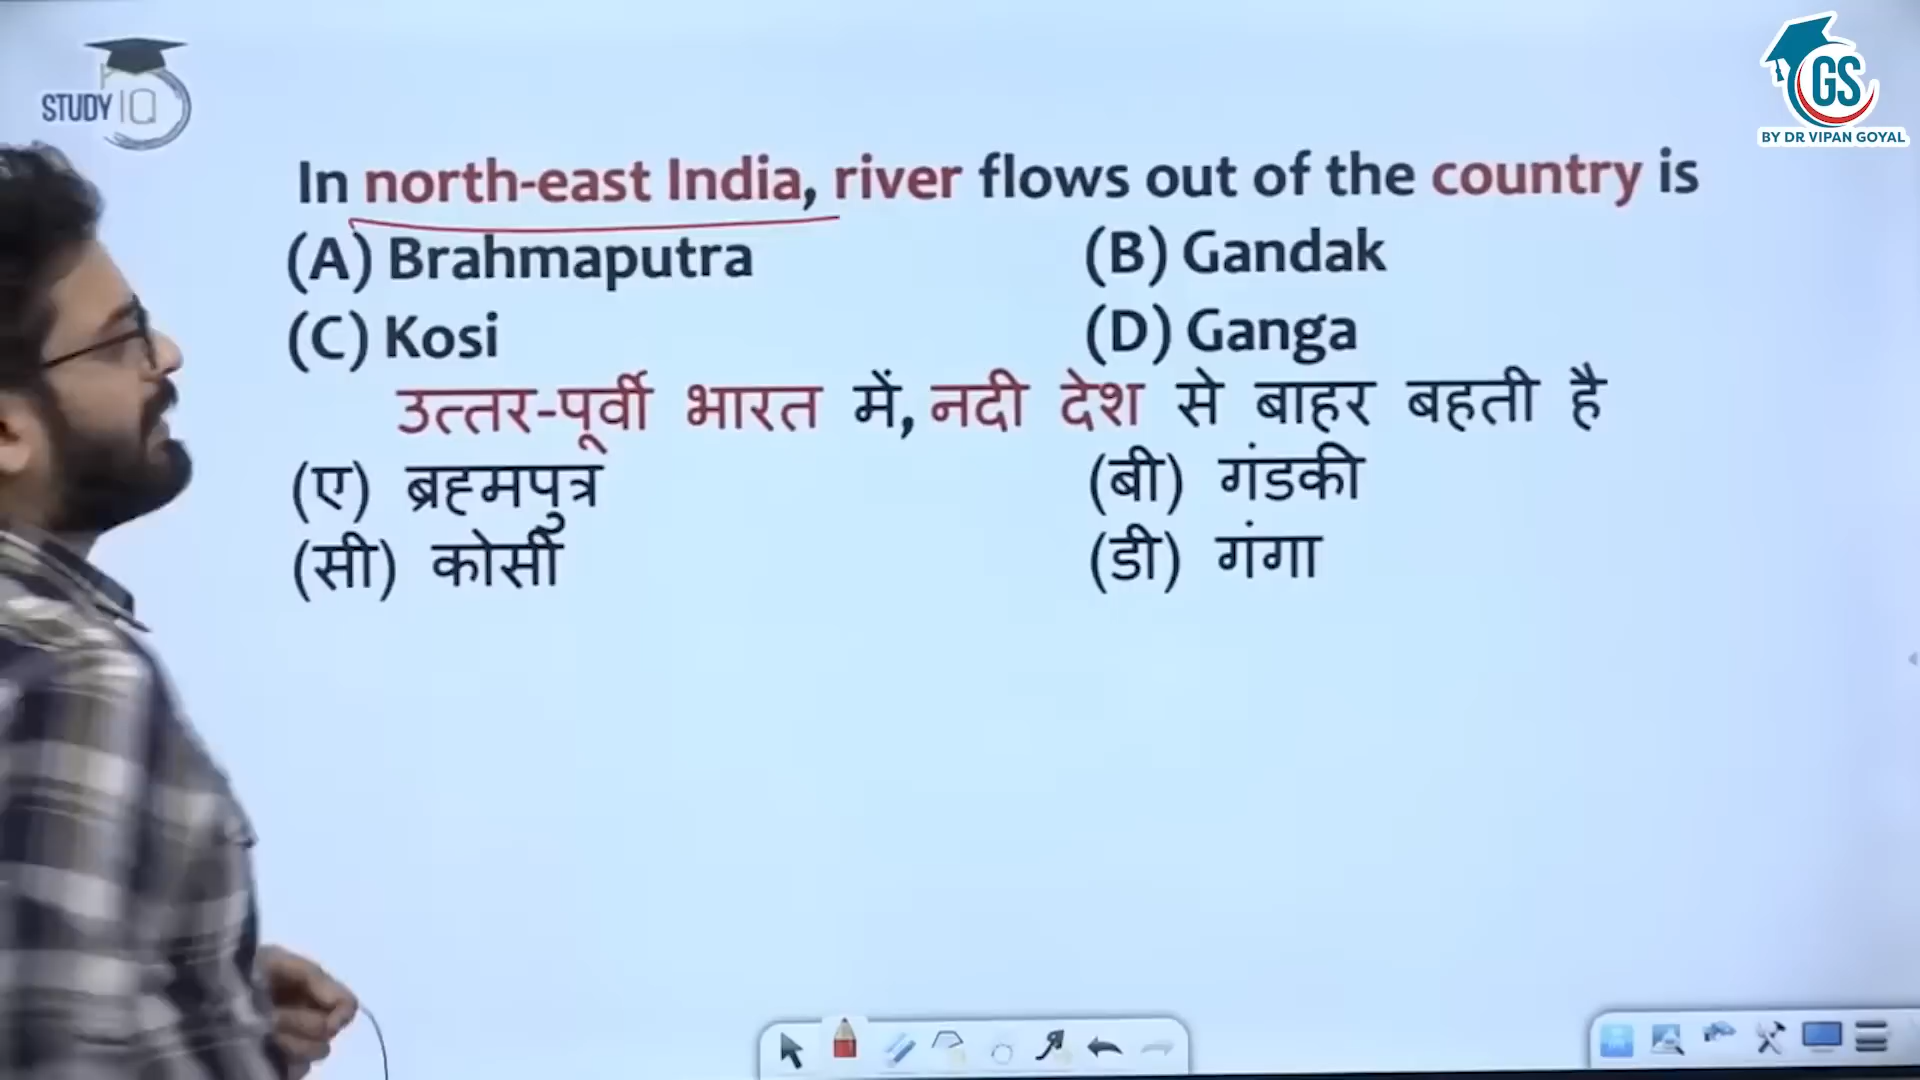 STUDY IQ
GS
BY DR VIPAN GOYAL
In north-east India, river flows out of the country is
(A) Brahmaputra (B) Gandak
(C) Kosi (D) Ganga
उत्तर-पूर्वी भारत में, नदी देश से बाहर बहती है
(ए) ब्रह्मपुत्र (बी) गंडकी
(सी) कोसी (डी) गंगा